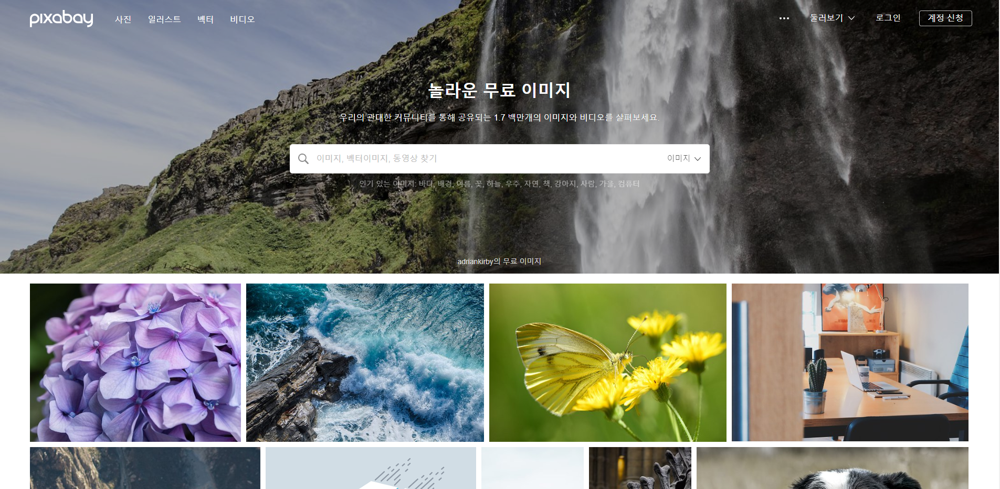 pixabay 사진 일러스트 벡터 비디오 ••• 둘러보기 로그인 계정 신청
놀라운 무료 이미지
우리의 관대한 커뮤니티를 통해 공유되는 1.7 백만개의 이미지와 비디오를 살펴보세요.
이미지, 벡터이미지, 동영상 찾기 이미지
인기 있는 이미지: 바다, 배경, 여름, 꽃, 하늘, 우주, 자연, 책, 강아지, 사람, 가을, 컴퓨터
adriankirby의 무료 이미지